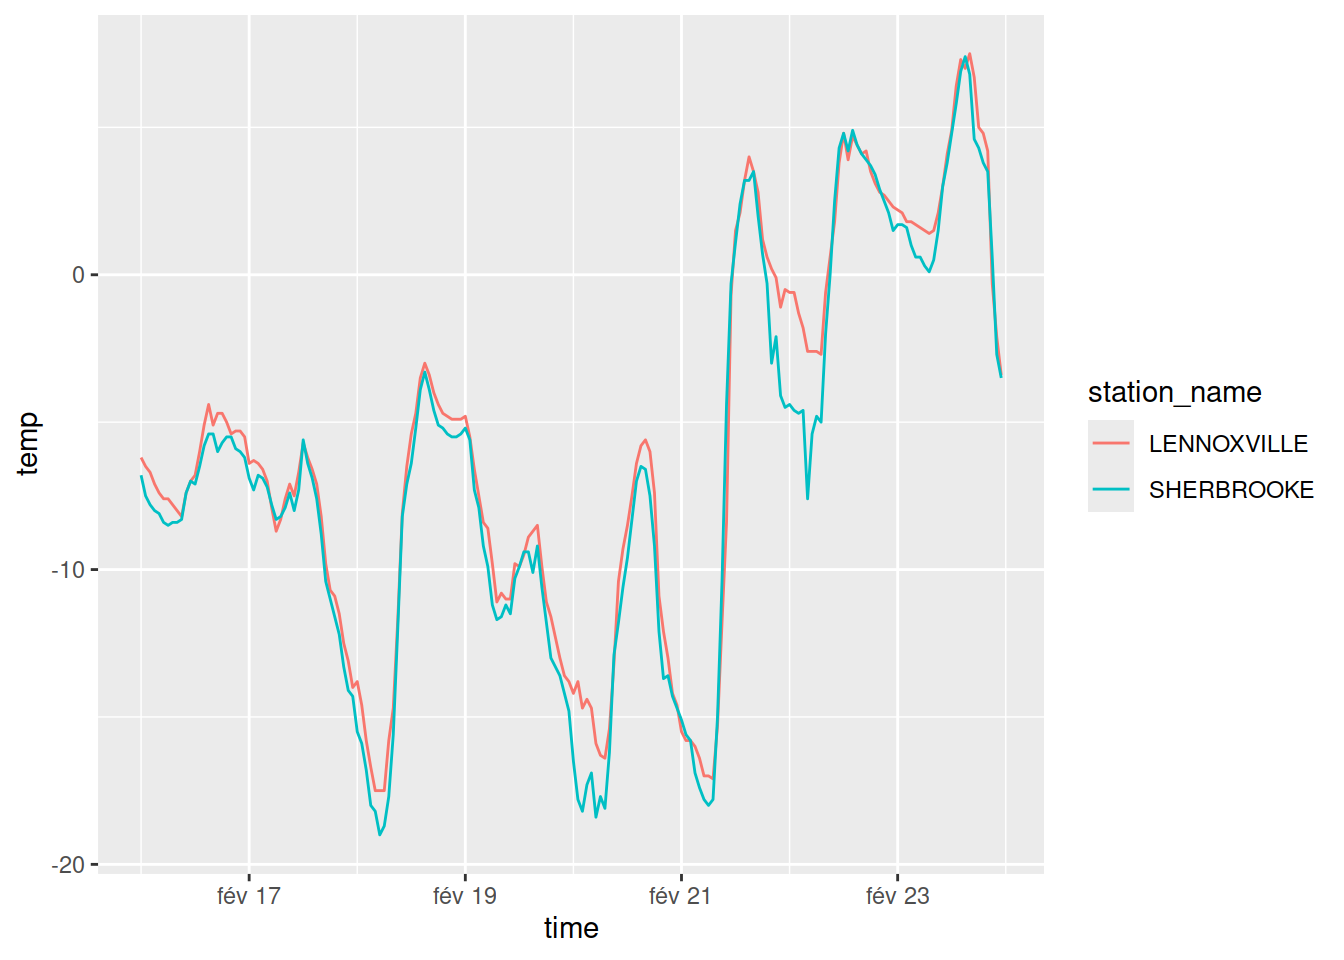 temp
0
-10
-20
fév 17
fév 19
fév 21
fév 23
time
station_name
LENNOXVILLE
SHERBROOKE